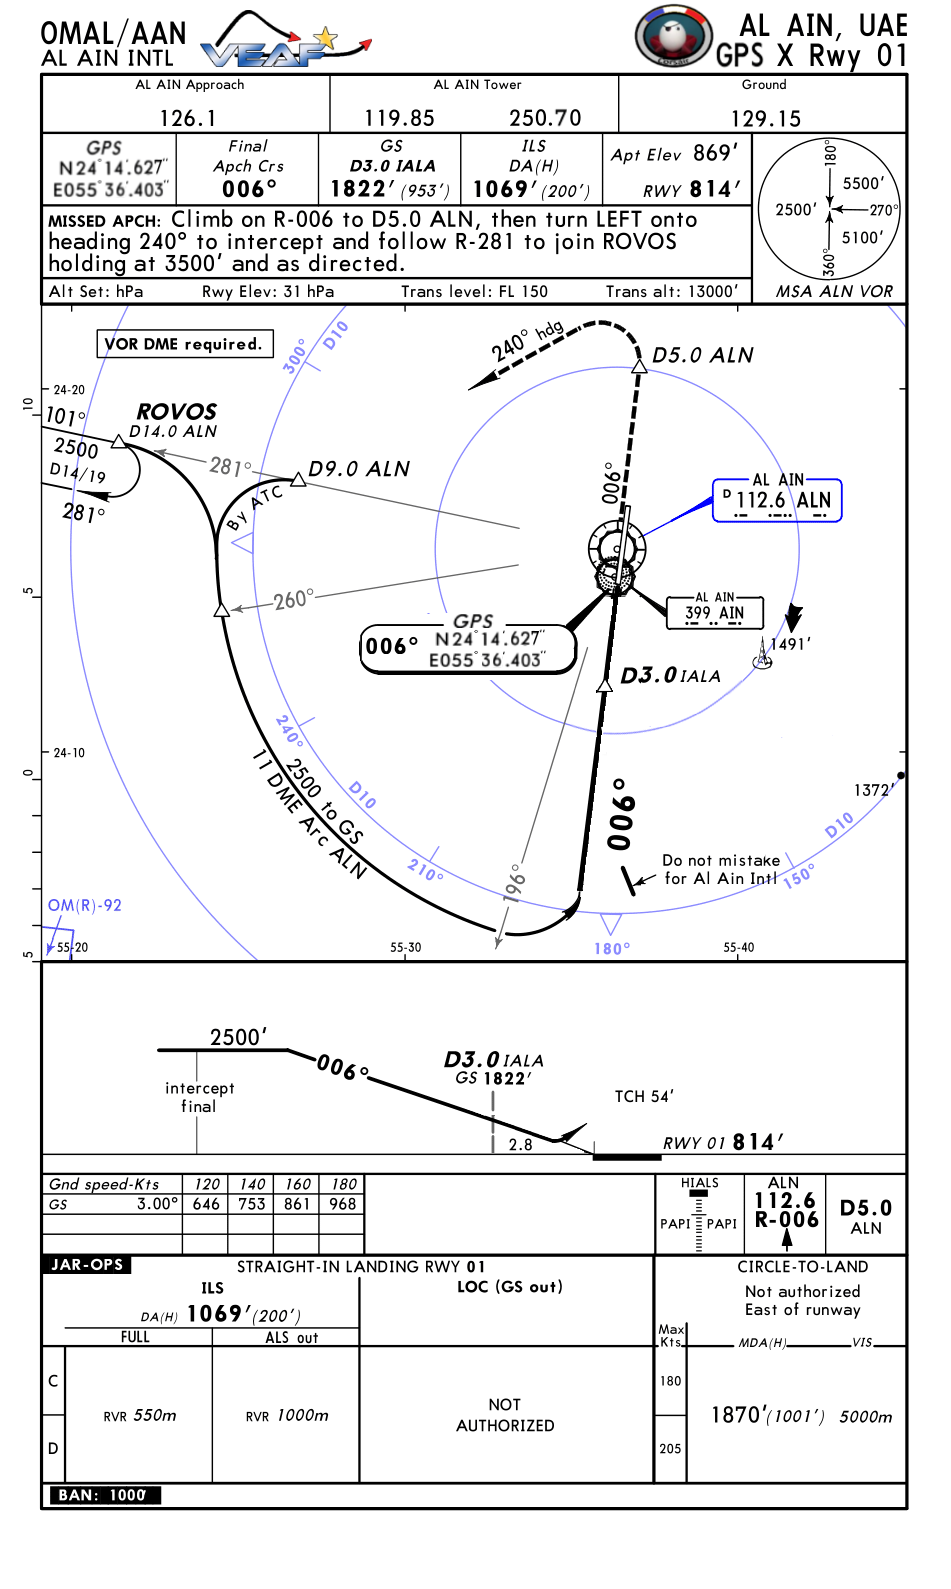 OMAL/AAN
AL AIN INTL
VEAF
corsair
AL AIN, UAE
GPS X Rwy 01
AL AIN Approach
126.1
AL AIN Tower
119.85 250.70
Ground
129.15
GPS
N24°14'.627"
E055°36'.403"
Final
Apch Crs
006°
GS
D3.0 IALA
1822' (953')
ILS
DA(H)
1069' (200')
Apt Elev 869'
RWY 814'
MISSED APCH: Climb on R-006 to D5.0 ALN, then turn LEFT onto
heading 240° to intercept and follow R-281 to join ROVOS
holding at 3500' and as directed.
Alt Set: hPa Rwy Elev: 31 hPa Trans level: FL 150 Trans alt: 13000'
180°
5500'
2500'
270°
5100'
360°
MSA ALN VOR
VOR DME required.
300°
D10
240° hdg
D5.0 ALN
24-20
10
101°
2500
D14/19
281°
ROVOS
D14.0 ALN
281°
D9.0 ALN
By ATC
006°
AL AIN
D 112.6 ALN
5
260°
AL AIN
399 AIN
GPS
006° N24°14'.627"
E055°36'.403"
1491'
D3.0 IALA
24-10
0
240°
D10
2500 to GS
11 DME Arc ALN
006°
1372'
D10
210°
196°
Do not mistake
for Al Ain Intl
150°
OM(R)-92
180°
5
55-20
55-30
55-40
2500'
006°
intercept
final
D3.0 IALA
GS 1822'
TCH 54'
2.8
RWY 01 814'
Gnd speed-Kts 120 140 160 180
GS 3.00° 646 753 861 968
HIALS
PAPI PAPI
ALN
112.6
R-006
D5.0
ALN
JAR-OPS
STRAIGHT-IN LANDING RWY 01
CIRCLE-TO-LAND
ILS
DA(H) 1069' (200')
LOC (GS out)
Not authorized
East of runway
FULL
ALS out
Max
Kts
MDA(H)
VIS
C
180
RVR 550m
RVR 1000m
NOT
AUTHORIZED
1870' (1001') 5000m
D
205
BAN: 1000'